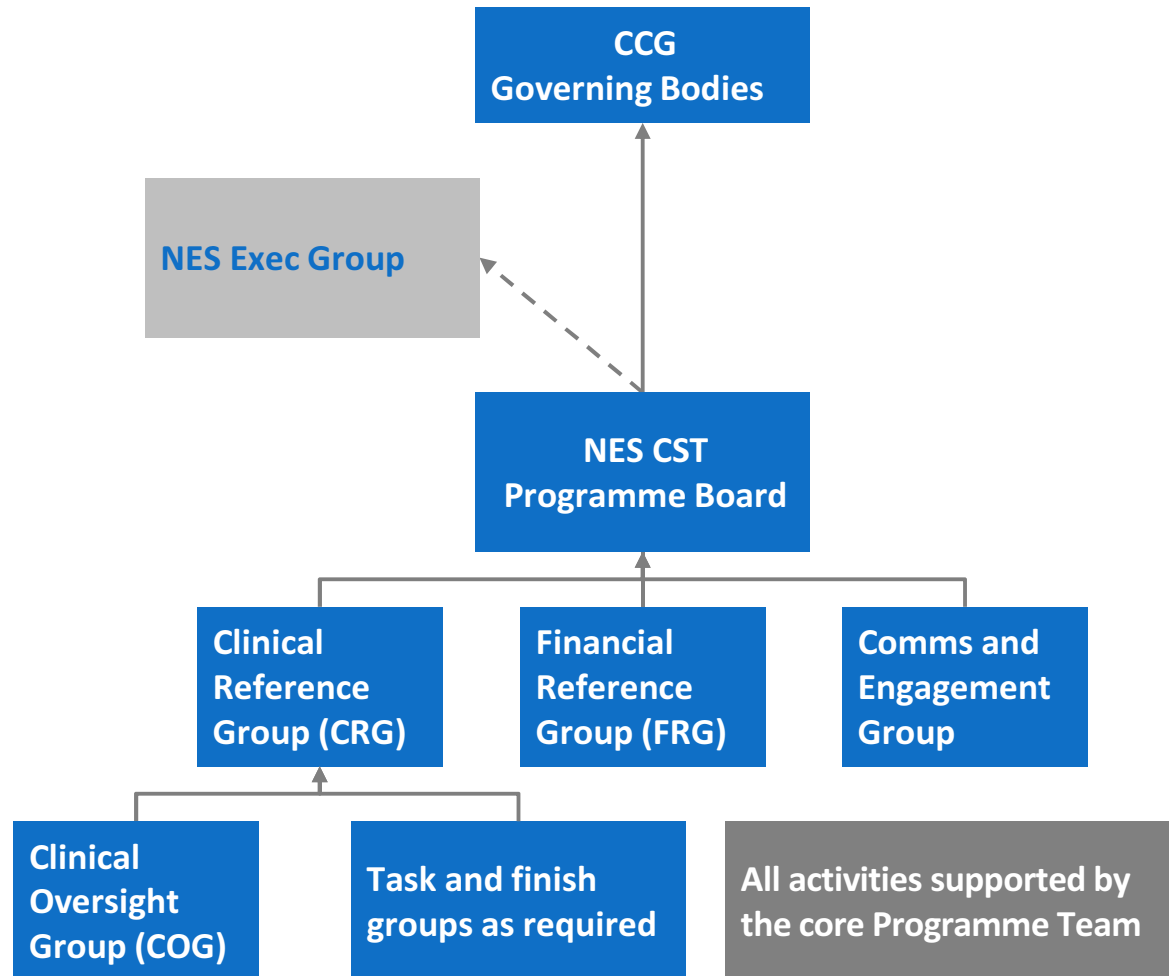 CCG
Governing Bodies
NES Exec Group
NES CST
Programme Board
Clinical
Reference
Group (CRG)
Financial
Reference
Group (FRG)
Comms and
Engagement
Group
Clinical
Oversight
Group (COG)
Task and finish
groups as required
All activities supported by
the core Programme Team